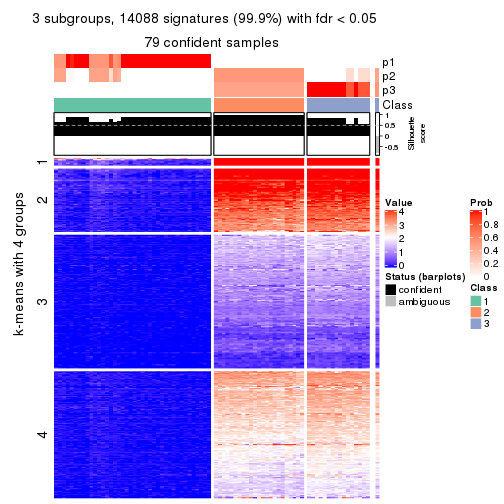 3 subgroups, 14088 signatures (99.9%) with fdr < 0.05
79 confident samples
p1
p2
p3
Class
1
0.5
0
-0.5
Silhouette
score
k-means with 4 groups
1
2
3
4
Value
4
3
2
1
0
Status (barplots)
confident
ambiguous
Prob
1
0.8
0.6
0.4
0.2
0
Class
1
2
3